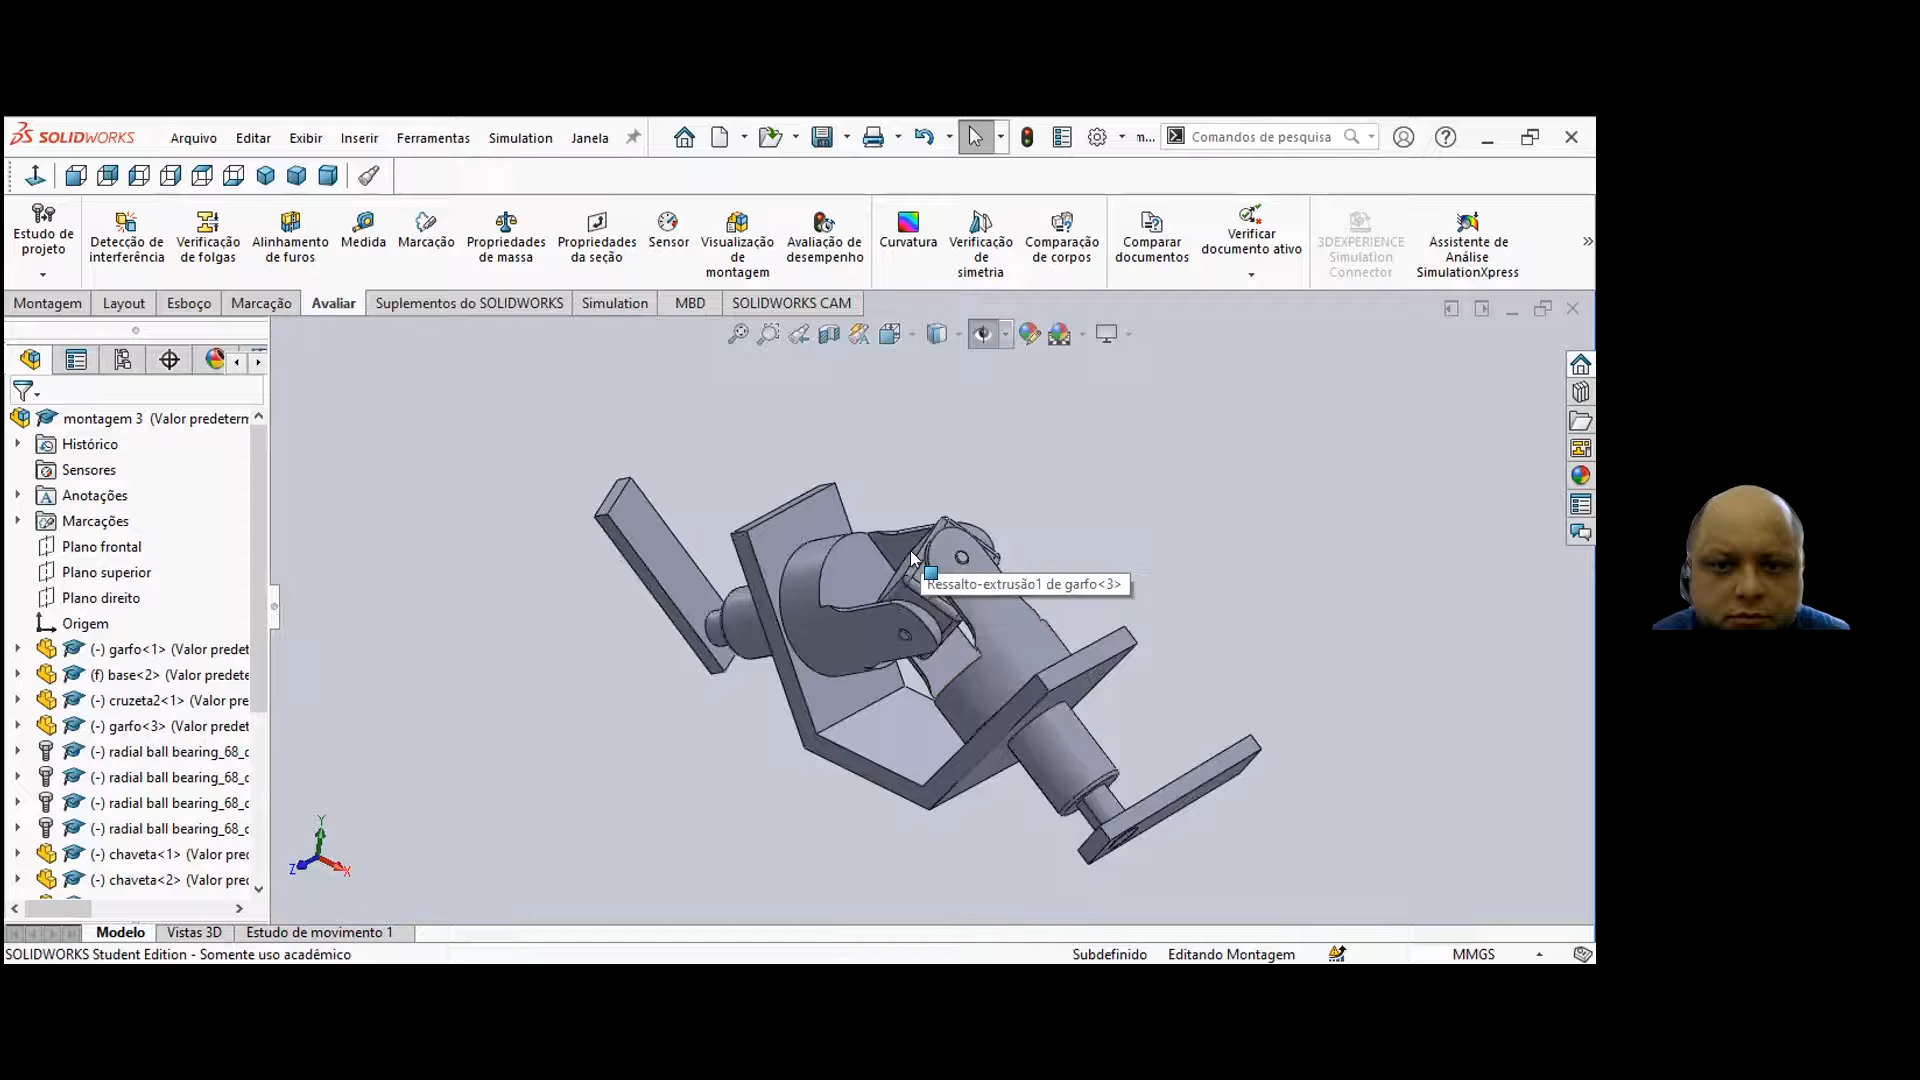 SOLIDWORKS
Arquivo Editar Exibir Inserir Ferramentas Simulation Janela
m... Comandos de pesquisa
Estudo de projeto
Detecção de interferência
Verificação de folgas
Alinhamento de furos
Medida
Marcação
Propriedades de massa
Propriedades da seção
Sensor
Visualização de montagem
Avaliação de desempenho
Curvatura
Verificação de simetria
Comparação de corpos
Comparar documentos
Verificar documento ativo
3DEXPERIENCE Simulation Connector
Assistente de Análise SimulationXpress
Montagem Layout Esboço Marcação Avaliar Suplementos do SOLIDWORKS Simulation MBD SOLIDWORKS CAM
montagem 3 (Valor predetern
Histórico
Sensores
Anotações
Marcações
Plano frontal
Plano superior
Plano direito
Origem
(-) garfo<1> (Valor predet
(f) base<2> (Valor predete
(-) cruzeta2<1> (Valor pre
(-) garfo<3> (Valor predet
(-) radial ball bearing_68_c
(-) radial ball bearing_68_c
(-) radial ball bearing_68_c
(-) radial ball bearing_68_c
(-) chaveta<1> (Valor pred
(-) chaveta<2> (Valor pred
Ressalto-extrusão1 de garfo<3>
Y
Z X
Modelo Vistas 3D Estudo de movimento 1
SOLIDWORKS Student Edition - Somente uso acadêmico
Subdefinido Editando Montagem MMGS